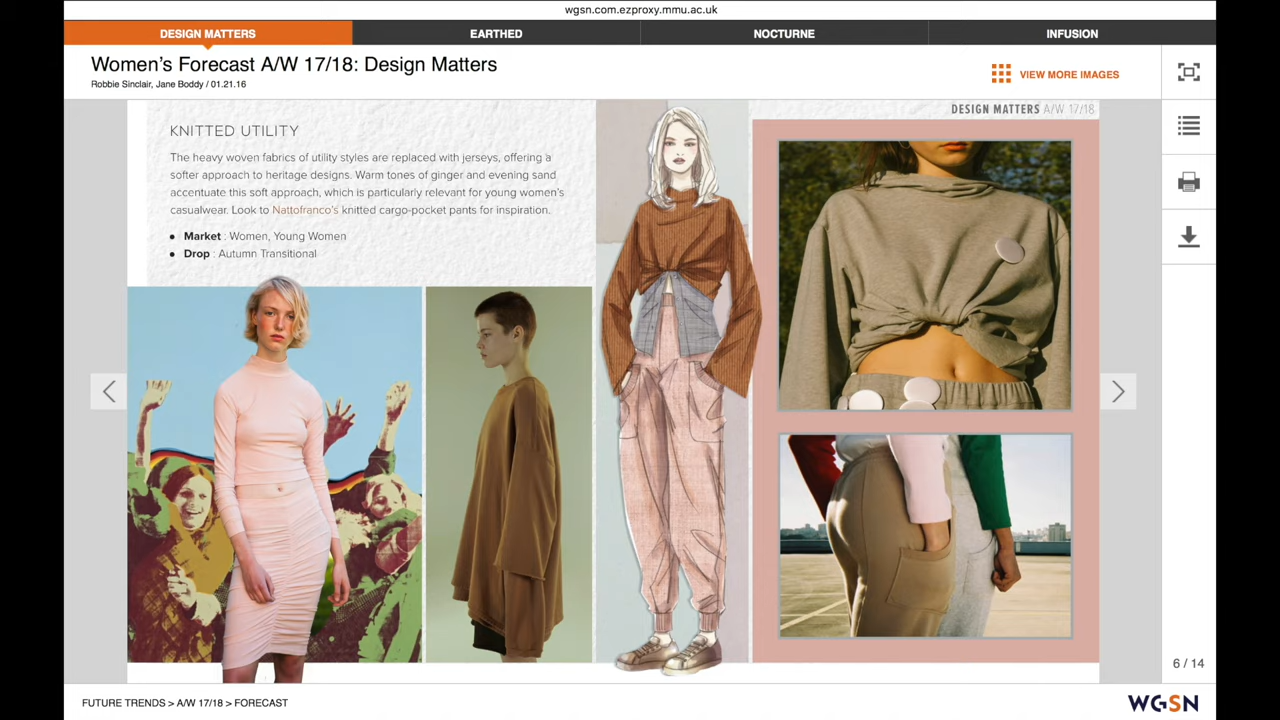 wgsn.com.ezproxy.mmu.ac.uk
DESIGN MATTERS
EARTHED
NOCTURNE
INFUSION
Women's Forecast A/W 17/18: Design Matters
Robbie Sinclair, Jane Boddy / 01.21.16
VIEW MORE IMAGES
DESIGN MATTERS A/W 17/18
KNITTED UTILITY
The heavy woven fabrics of utility styles are replaced with jerseys, offering a
softer approach to heritage designs. Warm tones of ginger and evening sand
accentuate this soft approach, which is particularly relevant for young women's
casualwear. Look to Nattofranco's knitted cargo-pocket pants for inspiration.
• Market : Women, Young Women
• Drop : Autumn Transitional
6 / 14
FUTURE TRENDS > A/W 17/18 > FORECAST
WGSN